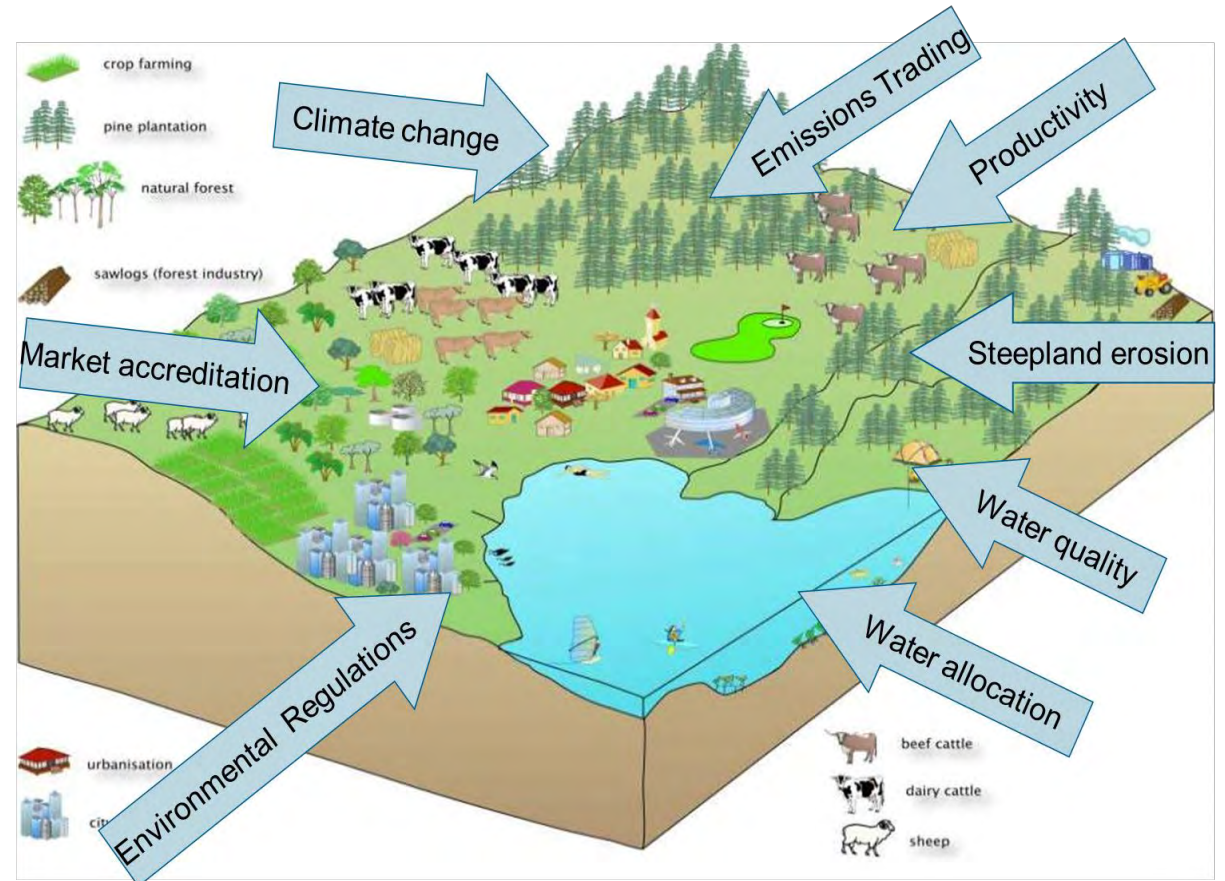 crop farming
pine plantation
natural forest
sawlogs (forest industry)
Climate change
Emissions Trading
Productivity
Market accreditation
Steepland erosion
Water quality
Water allocation
Environmental Regulations
urbanisation
beef cattle
dairy cattle
sheep